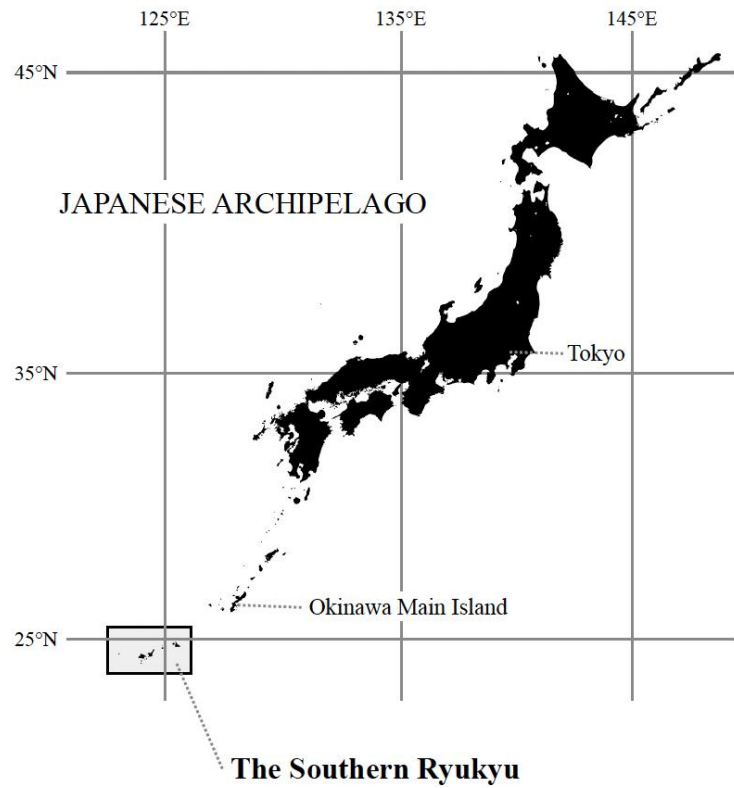 125°E 135°E 145°E
45°N
JAPANESE ARCHIPELAGO
Tokyo
35°N
Okinawa Main Island
25°N
The Southern Ryukyu